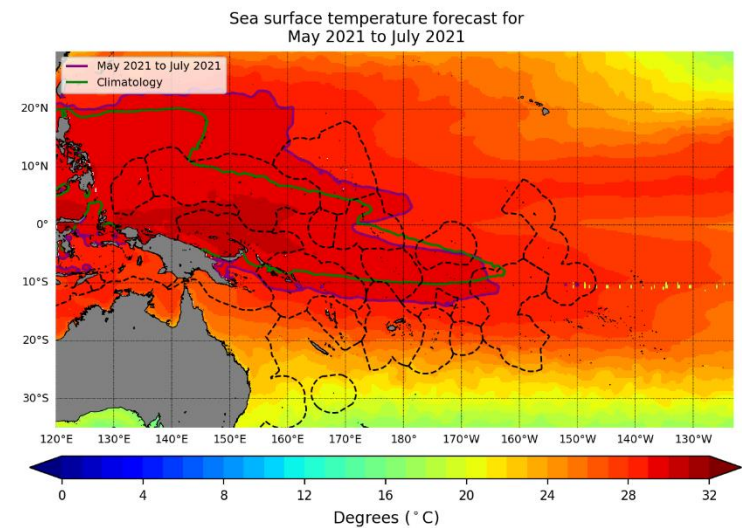 Sea surface temperature forecast for
May 2021 to July 2021
May 2021 to July 2021
Climatology
20°N
10°N
0°
10°S
20°S
30°S
120°E 130°E 140°E 150°E 160°E 170°E 180° 170°W 160°W 150°W 140°W 130°W
0 4 8 12 16 20 24 28 32
Degrees (°C)